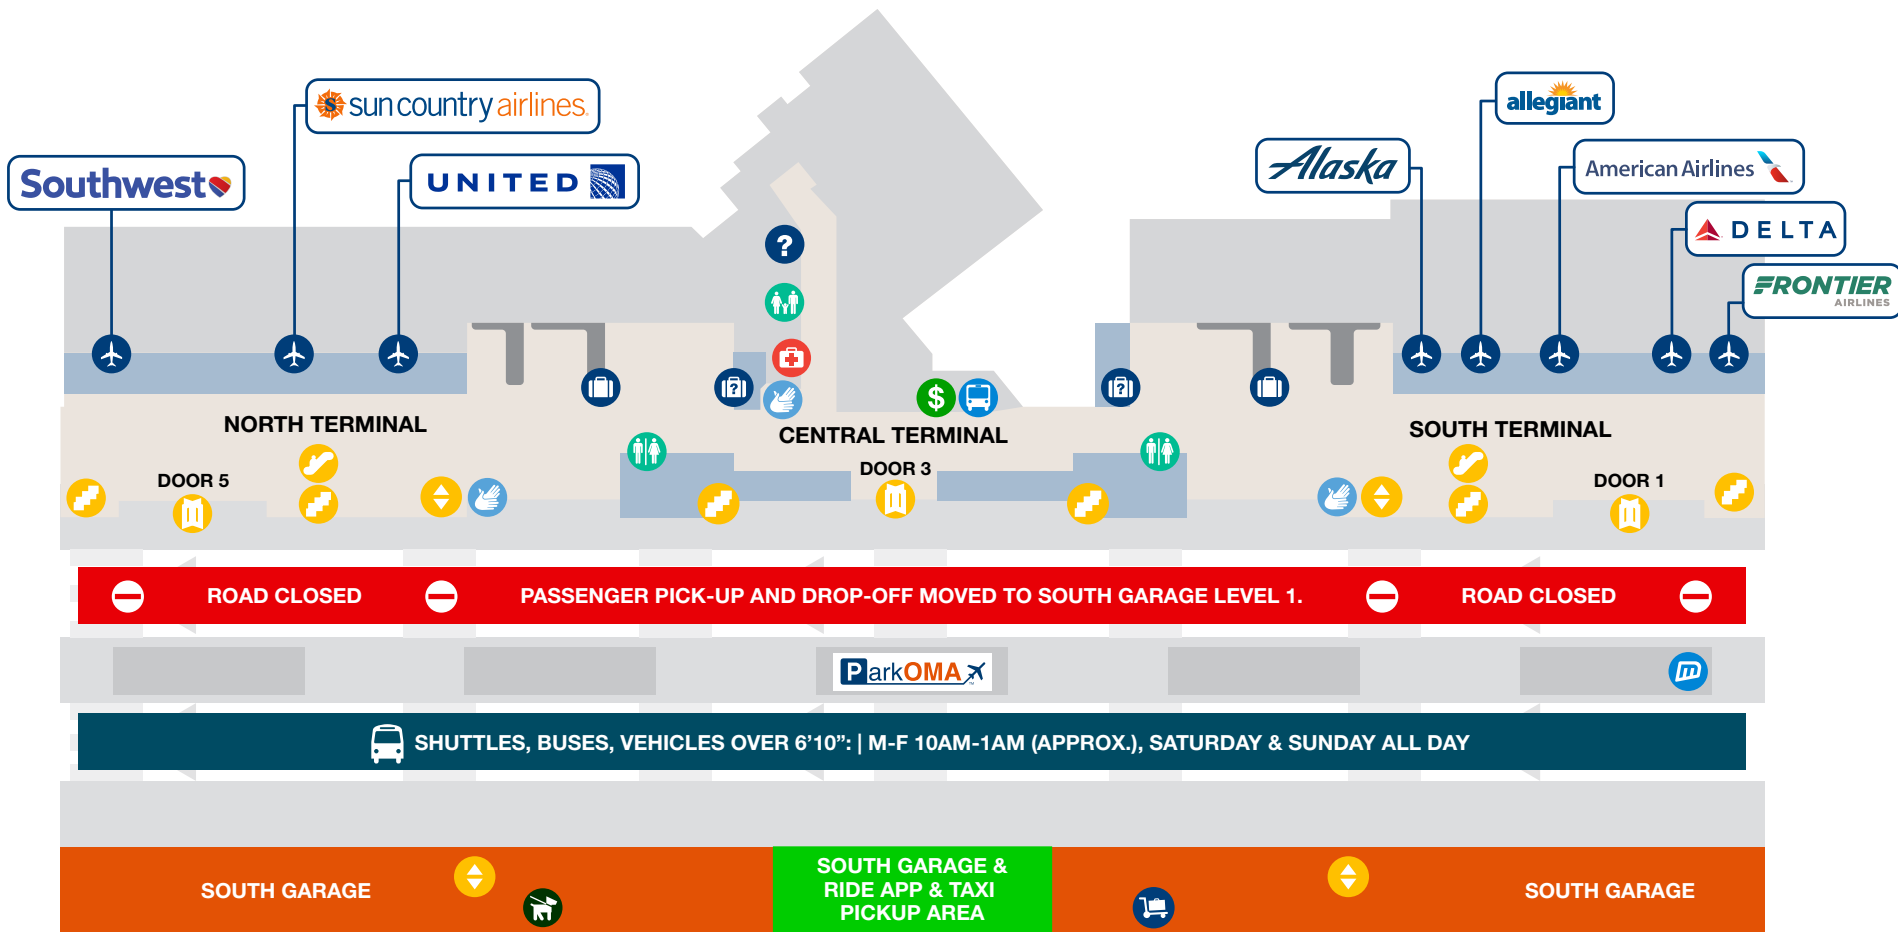 sun country airlines.
allegiant
Southwest
UNITED
Alaska
American Airlines
DELTA
FRONTIER
AIRLINES
?
?
?
$
NORTH TERMINAL
CENTRAL TERMINAL
SOUTH TERMINAL
DOOR 5
DOOR 3
DOOR 1
ROAD CLOSED
PASSENGER PICK-UP AND DROP-OFF MOVED TO SOUTH GARAGE LEVEL 1.
ROAD CLOSED
ParkOMA
m
SHUTTLES, BUSES, VEHICLES OVER 6’10”: | M-F 10AM-1AM (APPROX.), SATURDAY & SUNDAY ALL DAY
SOUTH GARAGE
SOUTH GARAGE &
RIDE APP & TAXI
PICKUP AREA
SOUTH GARAGE